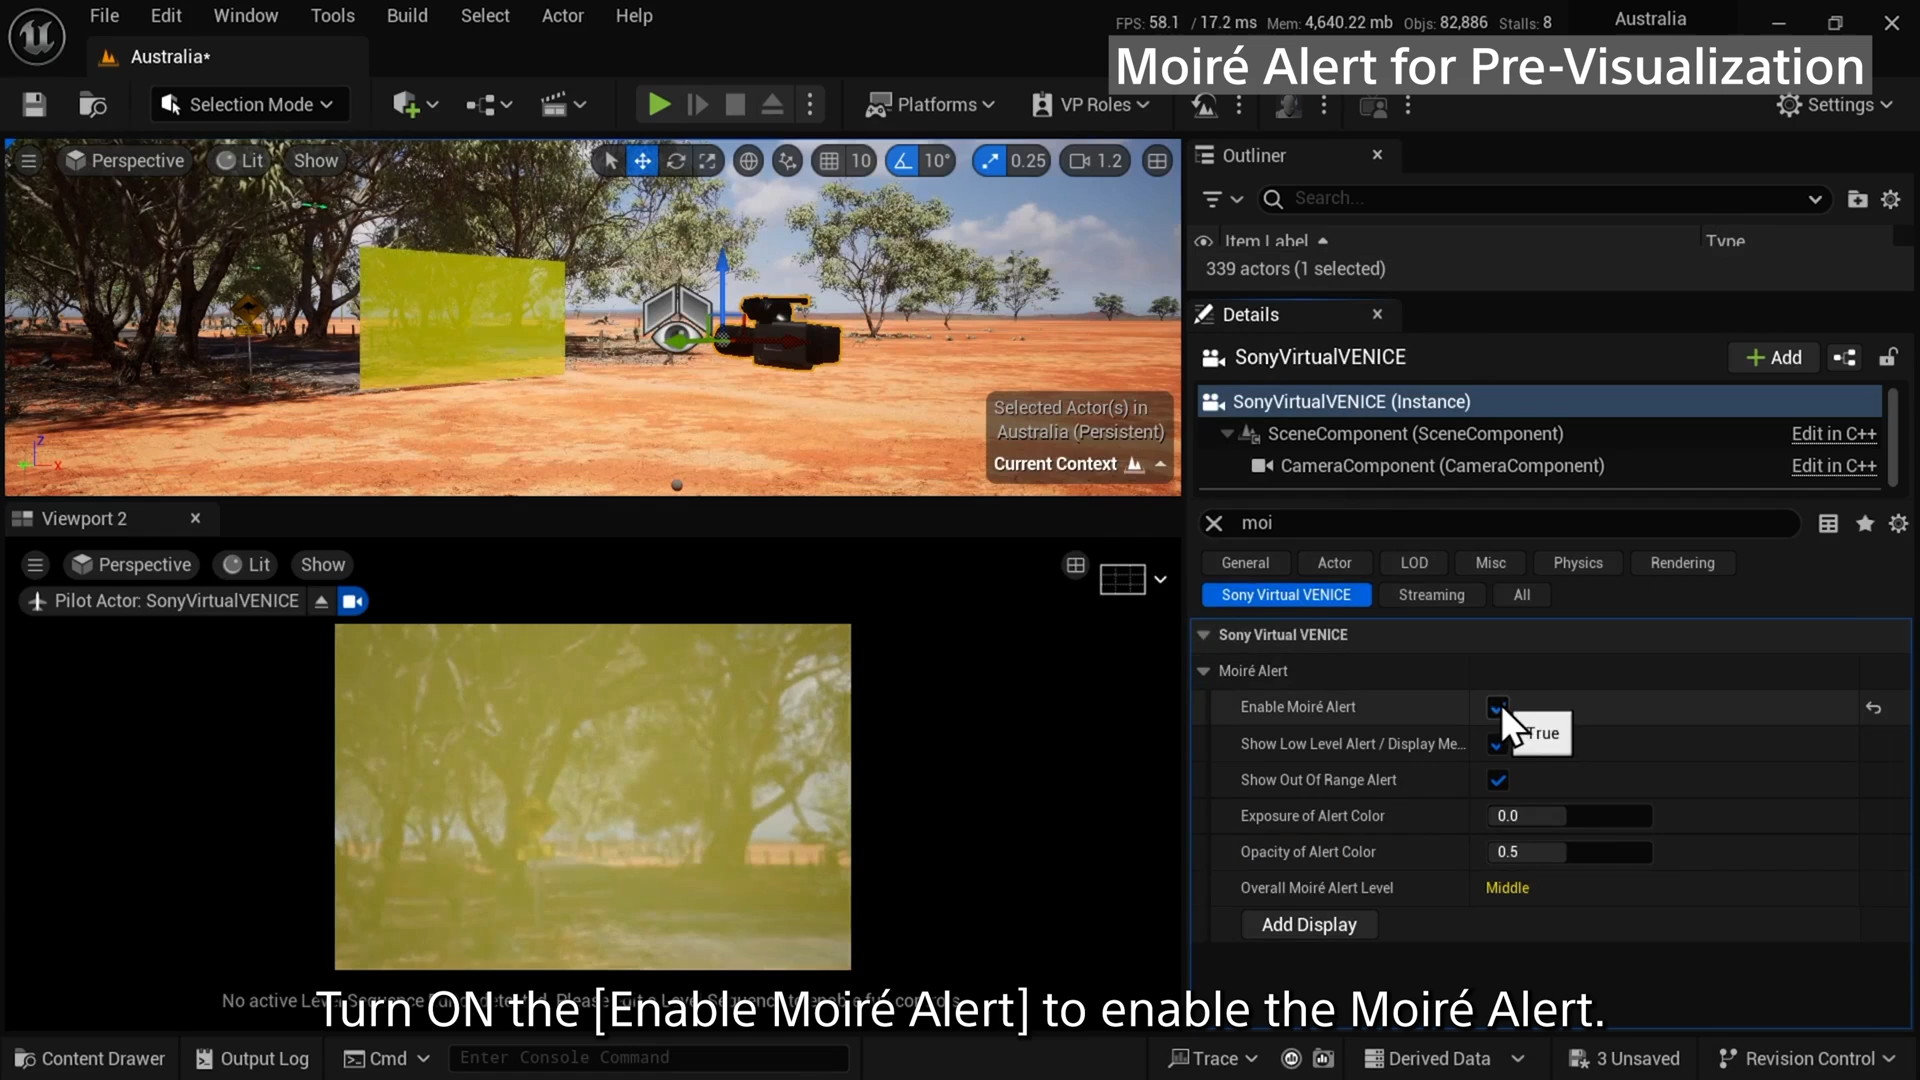 File Edit Window Tools Build Select Actor Help
FPS: 58.1 / 17.2 ms Mem: 4,640.22 mb Objs: 82,886 Stalls: 8
Australia
Australia*
Moiré Alert for Pre-Visualization
Selection Mode
Platforms
VP Roles
Settings
Perspective Lit Show
10 10° 0.25 1.2
Selected Actor(s) in
Australia (Persistent)
Current Context
Z
X
Outliner
Search...
Item Label Type
339 actors (1 selected)
Details
SonyVirtualVENICE
Add
SonyVirtualVENICE (Instance)
SceneComponent (SceneComponent) Edit in C++
CameraComponent (CameraComponent) Edit in C++
moi
General Actor LOD Misc Physics Rendering
Sony Virtual VENICE Streaming All
Sony Virtual VENICE
Moiré Alert
Enable Moiré Alert
True
Show Low Level Alert / Display Me...
Show Out Of Range Alert
Exposure of Alert Color 0.0
Opacity of Alert Color 0.5
Overall Moiré Alert Level Middle
Add Display
Viewport 2
Perspective Lit Show
Pilot Actor: SonyVirtualVENICE
No active Level Sequence
Turn ON the [Enable Moiré Alert] to enable the Moiré Alert.
Content Drawer Output Log Cmd Enter Console Command
Trace Derived Data 3 Unsaved Revision Control